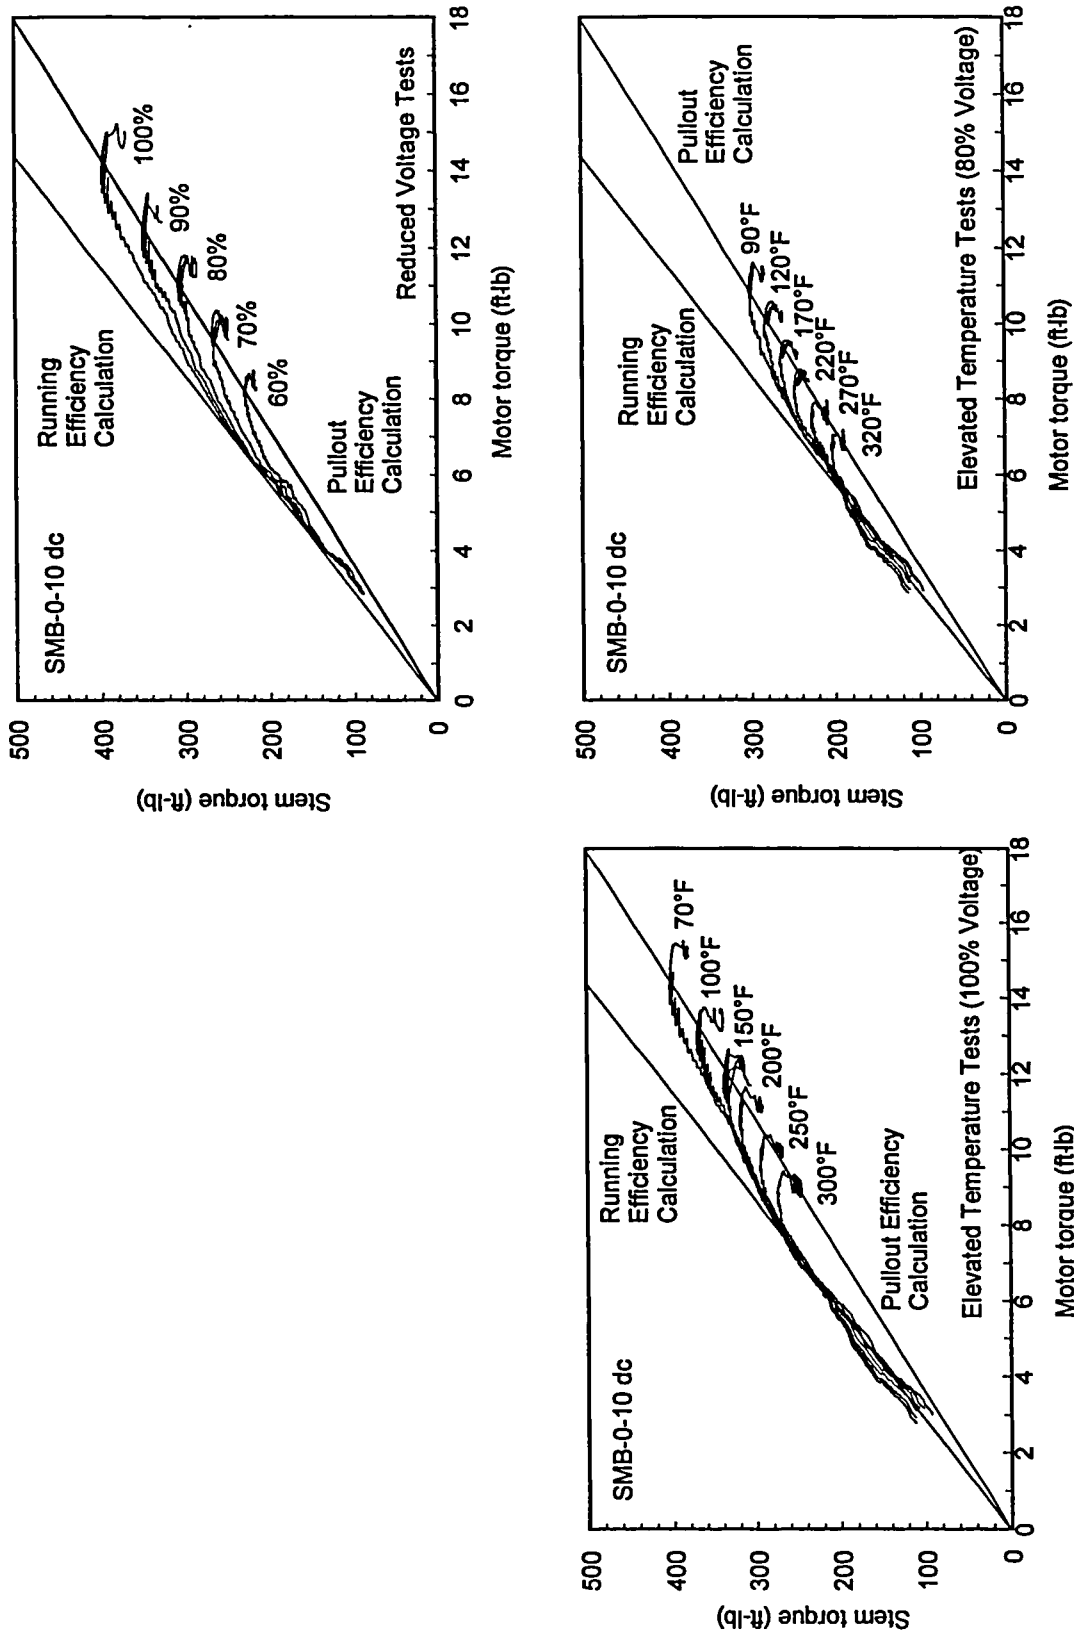 500
400
300
200
100
0
Stem torque (ft-lb)
SMB-0-10 dc
Running
Efficiency
Calculation
Pullout
Efficiency
Calculation
100%
90%
80%
70%
60%
Reduced Voltage Tests
0 2 4 6 8 10 12 14 16 18
Motor torque (ft-lb)
500
400
300
200
100
0
Stem torque (ft-lb)
SMB-0-10 dc
Running
Efficiency
Calculation
Pullout Efficiency
Calculation
70°F
100°F
150°F
200°F
250°F
300°F
Elevated Temperature Tests (100% Voltage)
0 2 4 6 8 10 12 14 16 18
Motor torque (ft-lb)
500
400
300
200
100
0
Stem torque (ft-lb)
SMB-0-10 dc
Running
Efficiency
Calculation
Pullout
Efficiency
Calculation
90°F
120°F
170°F
220°F
270°F
320°F
Elevated Temperature Tests (80% Voltage)
0 2 4 6 8 10 12 14 16 18
Motor torque (ft-lb)